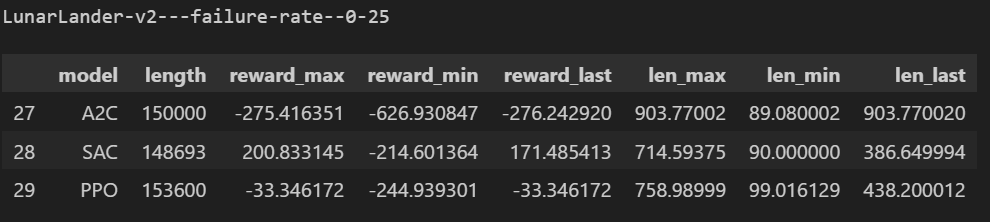 LunarLander-v2---failure-rate--0-25
model length reward_max reward_min reward_last len_max len_min len_last
27 A2C 150000 -275.416351 -626.930847 -276.242920 903.77002 89.080002 903.770020
28 SAC 148693 200.833145 -214.601364 171.485413 714.59375 90.000000 386.649994
29 PPO 153600 -33.346172 -244.939301 -33.346172 758.98999 99.016129 438.200012